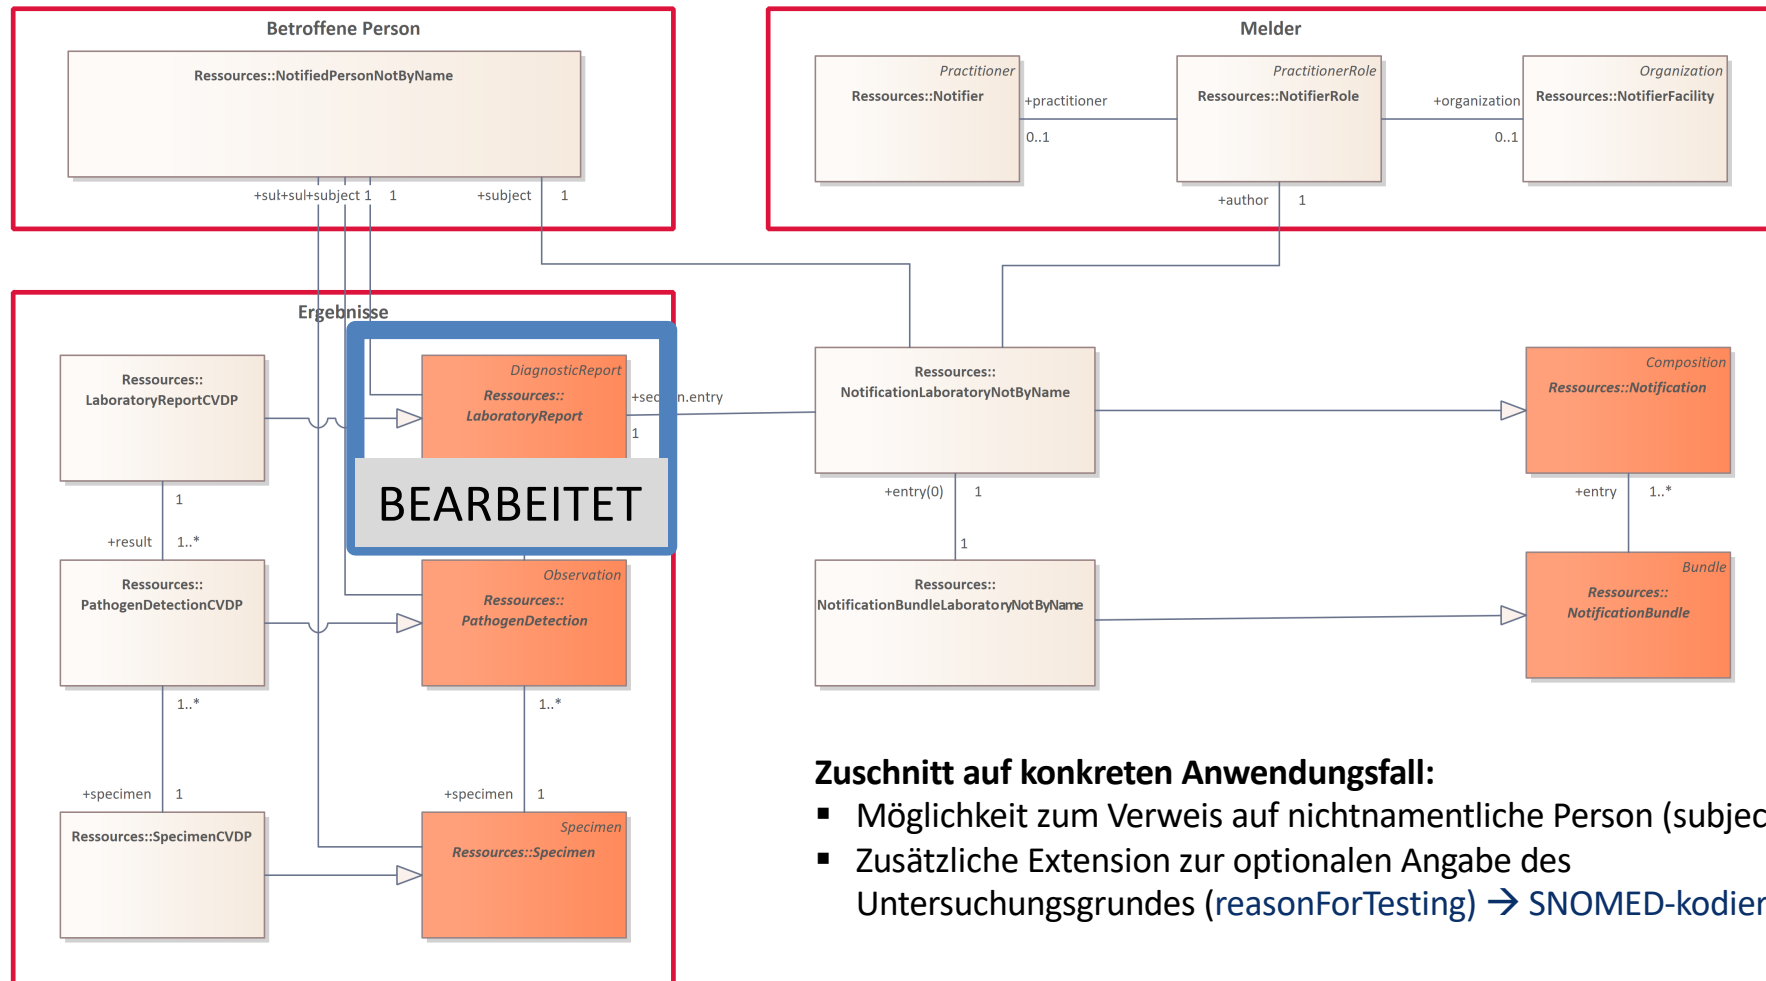 Betroffene Person
Ressources::NotifiedPersonNotByName
+subject 1
1
+subject
1
Melder
Practitioner
Ressources::Notifier
+practitioner
0..1
PractitionerRole
Ressources::NotifierRole
+organization
0..1
Organization
Ressources::NotifierFacility
+author
1
Ergebnisse
Ressources::
LaboratoryReportCVDP
DiagnosticReport
Ressources::
LaboratoryReport
1
BEARBEITET
1
+result
1..*
Ressources::
PathogenDetectionCVDP
Observation
Ressources::
PathogenDetection
1..*
1..*
+specimen
1
+specimen
1
Ressources::SpecimenCVDP
Specimen
Ressources::Specimen
Ressources::
NotificationLaboratoryNotByName
Composition
Ressources::Notification
+entry(0)
1
1
+entry
1..*
Ressources::
NotificationBundleLaboratoryNotByName
Bundle
Ressources::
NotificationBundle
Zuschnitt auf konkreten Anwendungsfall:
▪ Möglichkeit zum Verweis auf nichtnamentliche Person (subjec
▪ Zusätzliche Extension zur optionalen Angabe des
Untersuchungsgrundes (reasonForTesting) → SNOMED-kodier